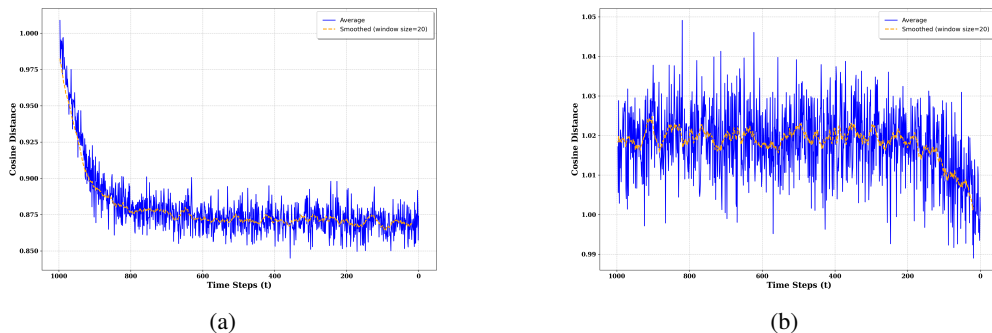 Average
Smoothed (window size=20)
1.000
0.975
0.950
0.925
0.900
0.875
0.850
Cosine Distance
1000
800
600
400
200
0
Time Steps (t)
(a)
Average
Smoothed (window size=20)
1.05
1.04
1.03
1.02
1.01
1.00
0.99
Cosine Distance
1000
800
600
400
200
0
Time Steps (t)
(b)